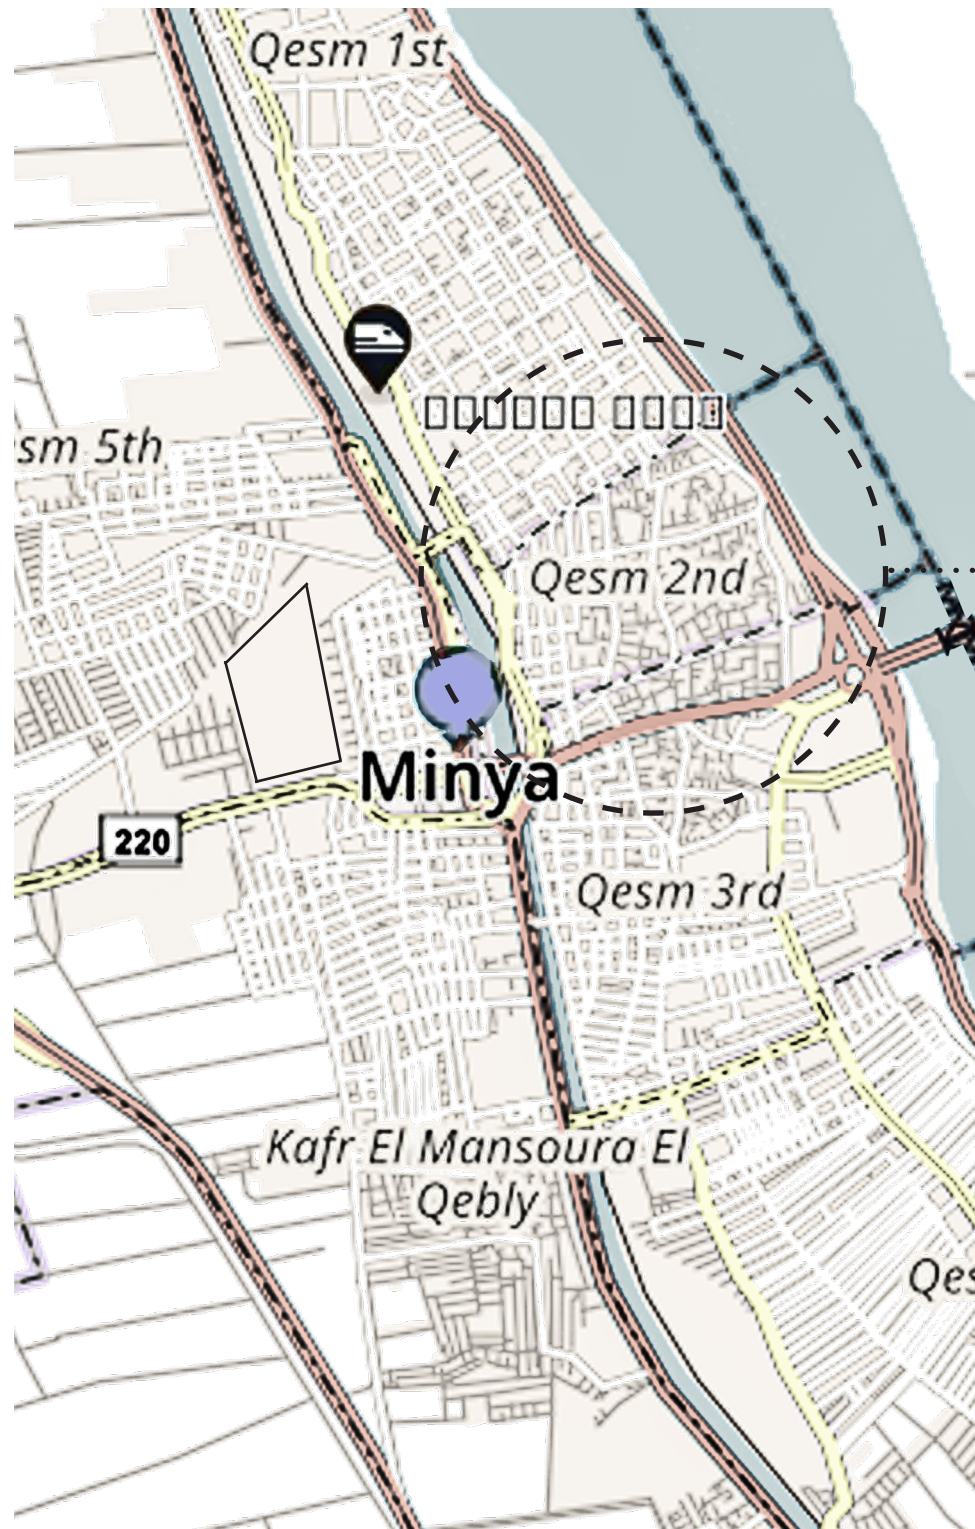 Qesm 1st
sm 5th
Qesm 2nd
Minya
220
Qesm 3rd
Kafr El Mansoura El
Qebly
Qes